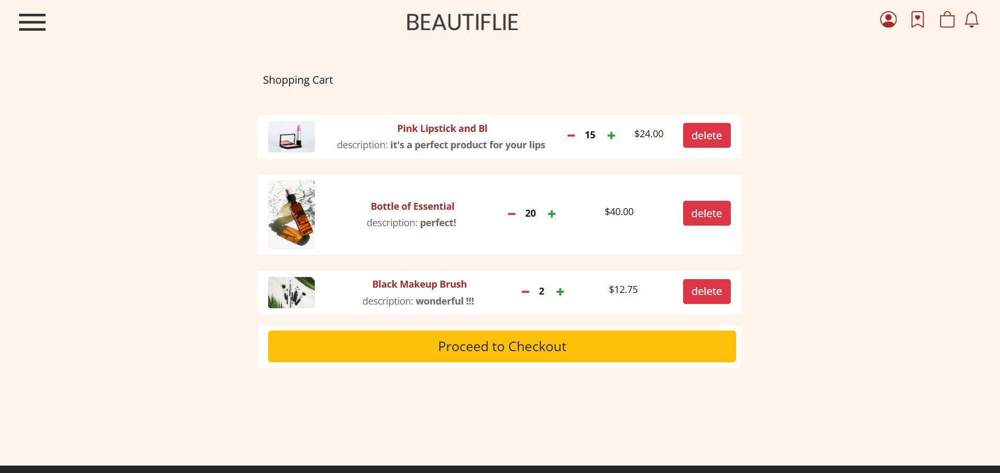 BEAUTIFLIE
Shopping Cart
Pink Lipstick and Bl
description: it's a perfect product for your lips
15
$24.00
delete
Bottle of Essential
description: perfect!
20
$40.00
delete
Black Makeup Brush
description: wonderful !!!
2
$12.75
delete
Proceed to Checkout